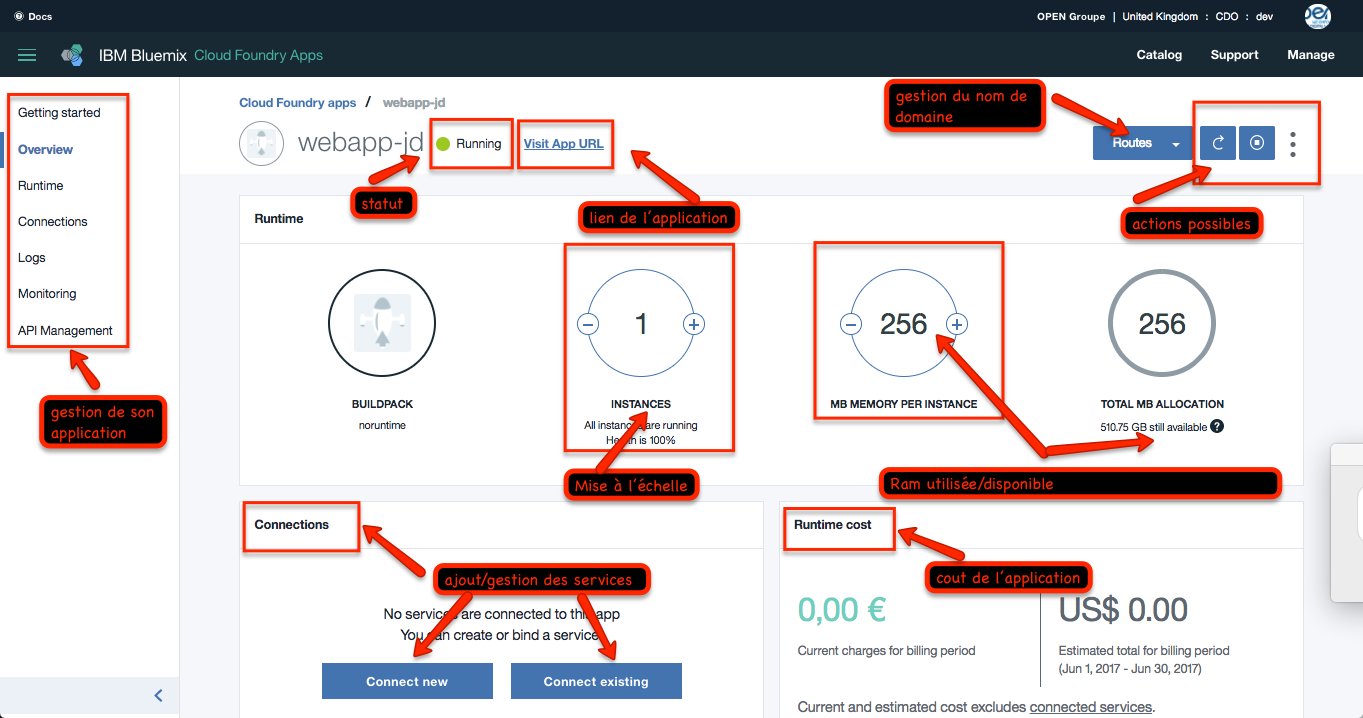 Docs
OPEN Groupe | United Kingdom : CDO : dev
IBM Bluemix Cloud Foundry Apps
Catalog Support Manage
Getting started
Overview
Runtime
Connections
Logs
Monitoring
API Management
gestion de son
application
Cloud Foundry apps / webapp-jd
webapp-jd
Running
Visit App URL
statut
lien de l'application
gestion du nom de
domaine
Routes
actions possibles
Runtime
BUILDPACK
noruntime
1
INSTANCES
All instances are running
Health is 100%
Mise à l'échelle
256
MB MEMORY PER INSTANCE
256
TOTAL MB ALLOCATION
510.75 GB still available ?
Ram utilisée/disponible
Connections
ajout/gestion des services
No services are connected to this app
You can create or bind a service
Connect new
Connect existing
Runtime cost
cout de l'application
0,00 €
Current charges for billing period
US$ 0.00
Estimated total for billing period
(Jun 1, 2017 - Jun 30, 2017)
Current and estimated cost excludes connected services.